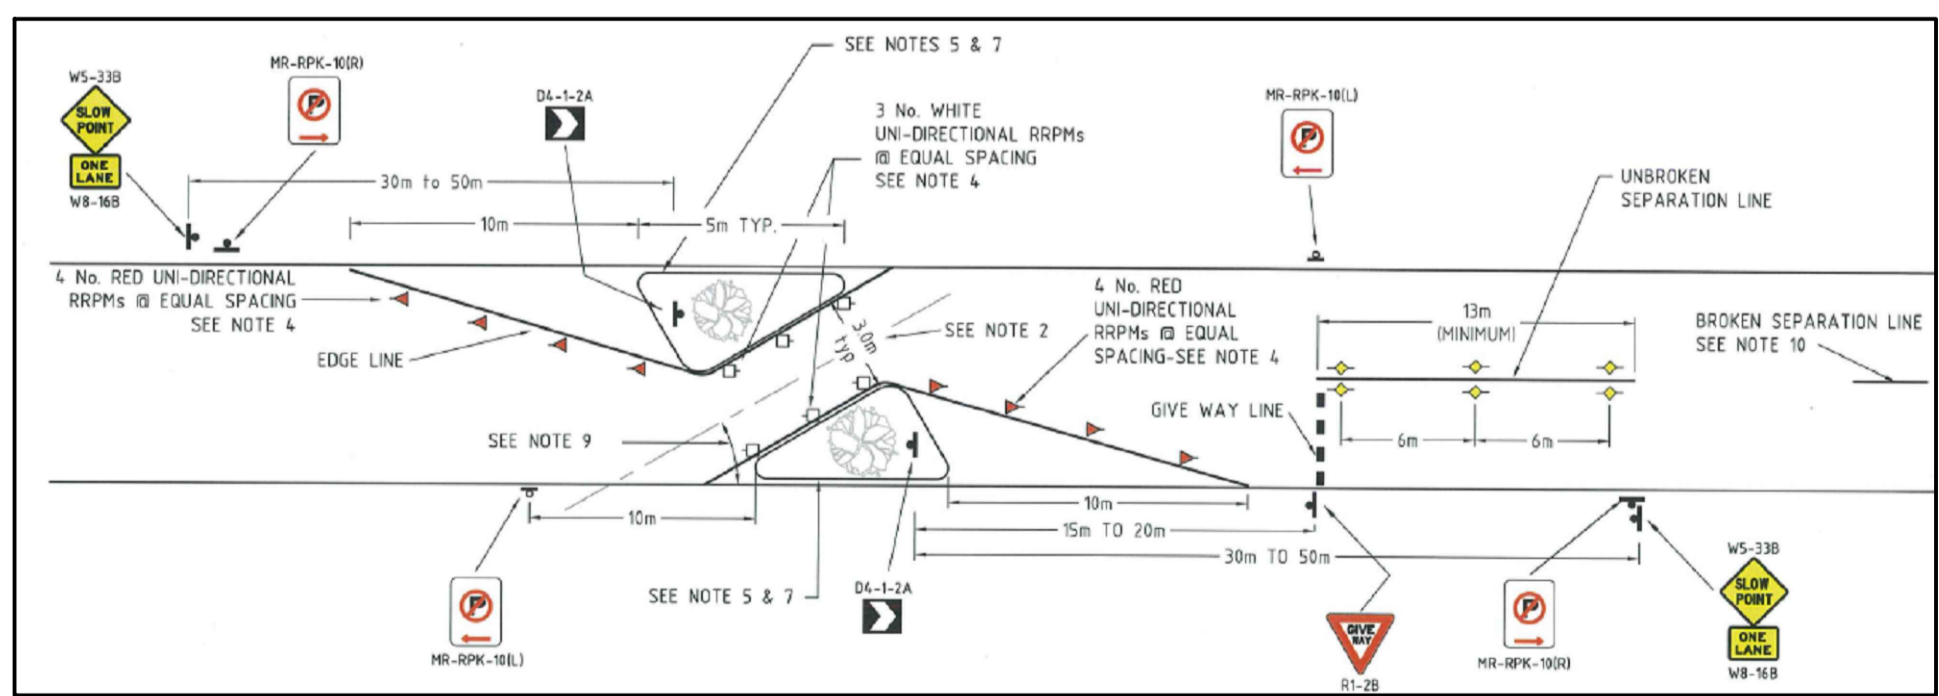 SEE NOTES 5 & 7
MR-RPK-10(R)
W5-33B
SLOW
POINT
ONE
LANE
W8-16B
P
D4-1-2A
3 No. WHITE
UNI-DIRECTIONAL RRPMs
@ EQUAL SPACING
SEE NOTE 4
MR-RPK-10(L)
P
UNBROKEN
SEPARATION LINE
30m to 50m
10m
5m TYP.
4 No. RED UNI-DIRECTIONAL
RRPMs @ EQUAL SPACING
SEE NOTE 4
EDGE LINE
3.0m
typ
SEE NOTE 2
4 No. RED
UNI-DIRECTIONAL
RRPMs @ EQUAL
SPACING-SEE NOTE 4
13m
(MINIMUM)
BROKEN SEPARATION LINE
SEE NOTE 10
GIVE WAY LINE
6m
6m
SEE NOTE 9
10m
10m
15m TO 20m
30m TO 50m
SEE NOTE 5 & 7
P
MR-RPK-10(L)
D4-1-2A
GIVE
WAY
R1-2B
P
MR-RPK-10(R)
W5-33B
SLOW
POINT
ONE
LANE
W8-16B